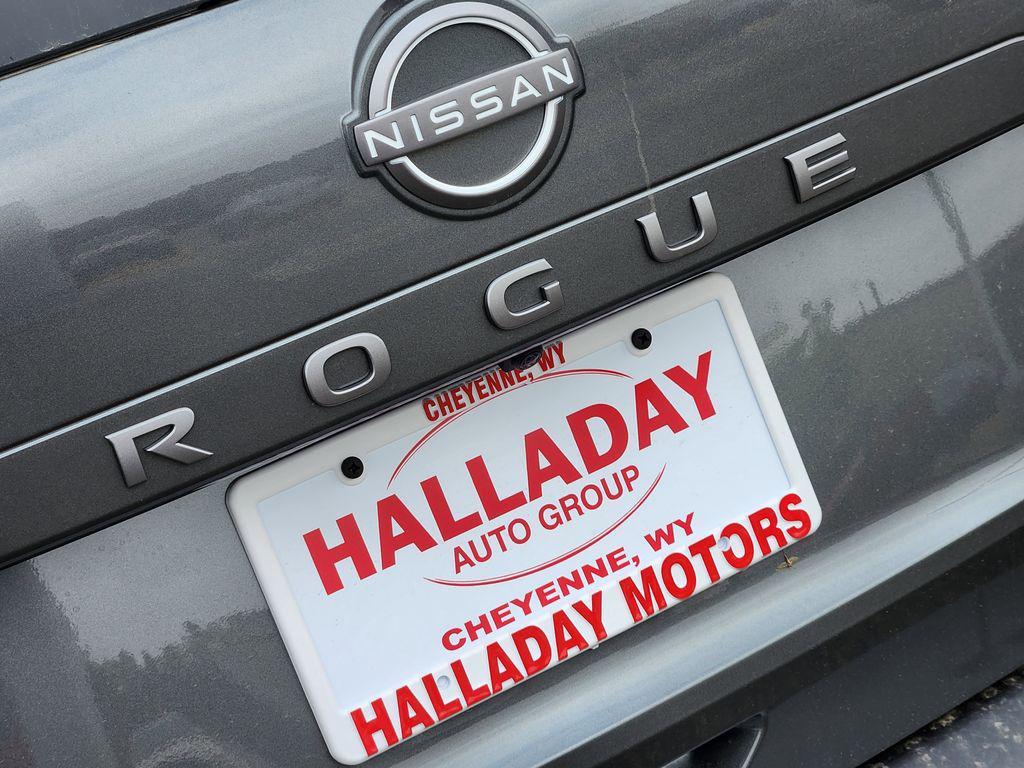 NISSAN
ROGUE
CHEYENNE, WY
HALLADAY
AUTO GROUP
CHEYENNE, WY
HALLADAY MOTORS